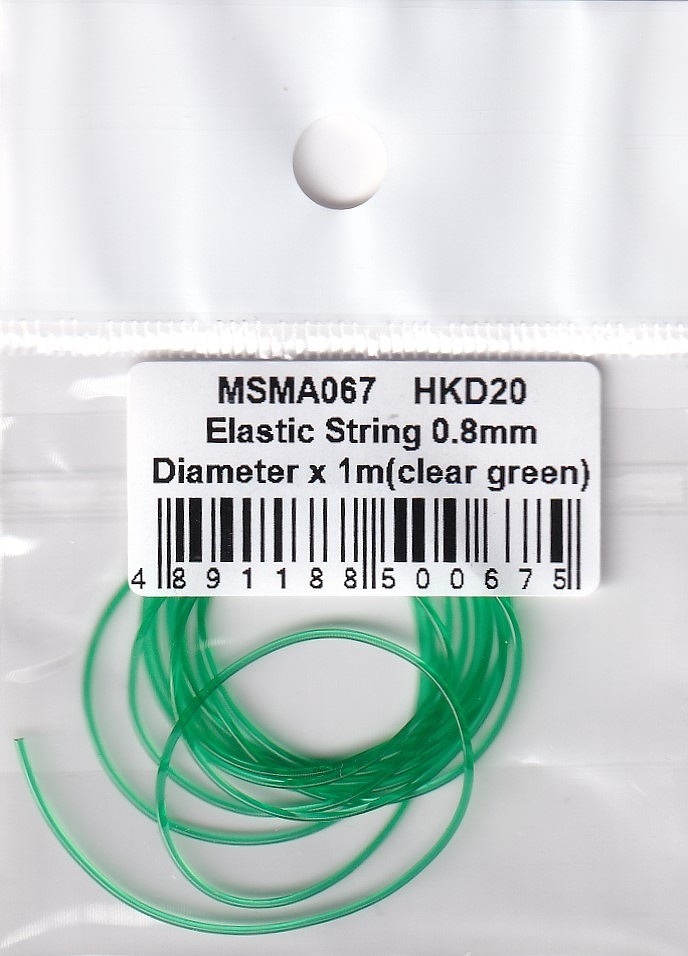 MSMA067 HKD20
Elastic String 0.8mm
Diameter x 1m(clear green)
4 891188 500675